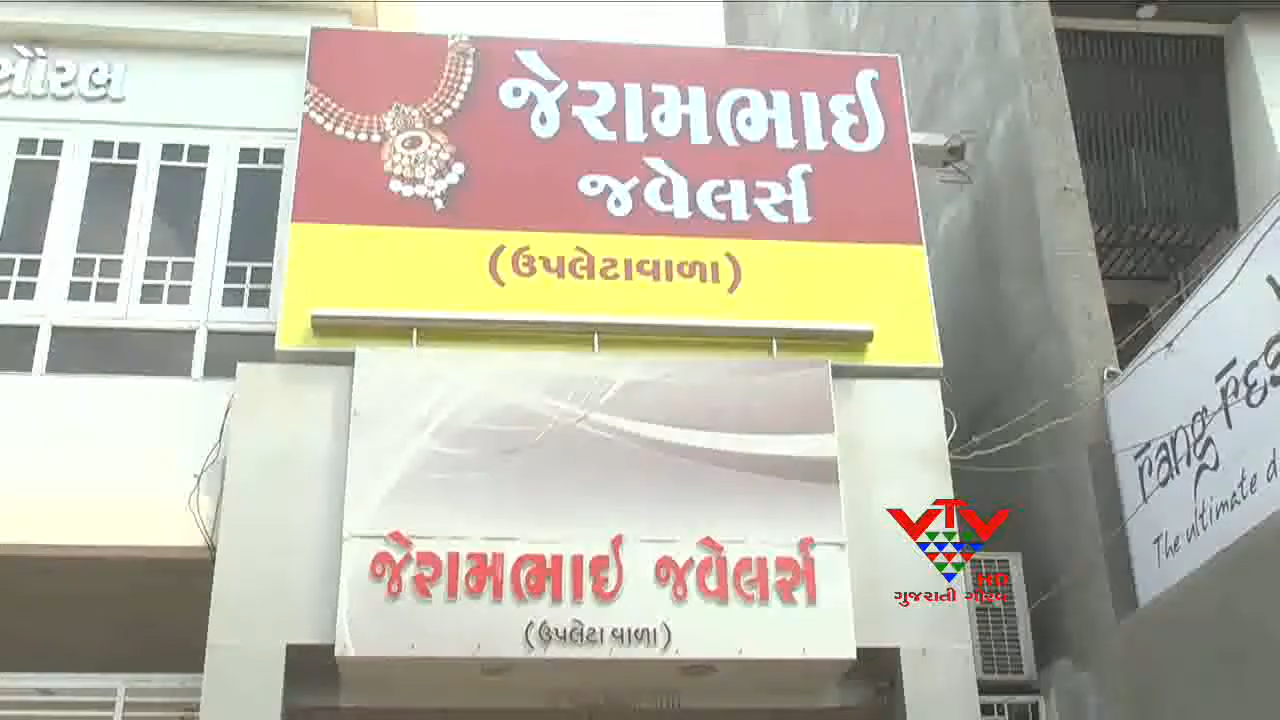 સૌરભ
જેરામભાઈ
જવેલર્સ
(ઉપલેટાવાળા)
જેરામભાઈ જવેલર્સ
(ઉપલેટા વાળા)
VTV
HD
ગુજરાતી ગૌરવ
rang
The ultimate